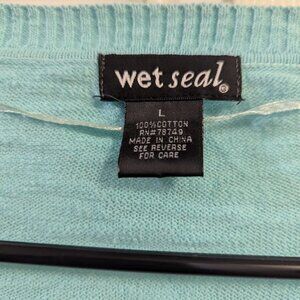 wet seal®
L
100%COTTON
RN#78749
MADE IN CHINA
SEE REVERSE
FOR CARE